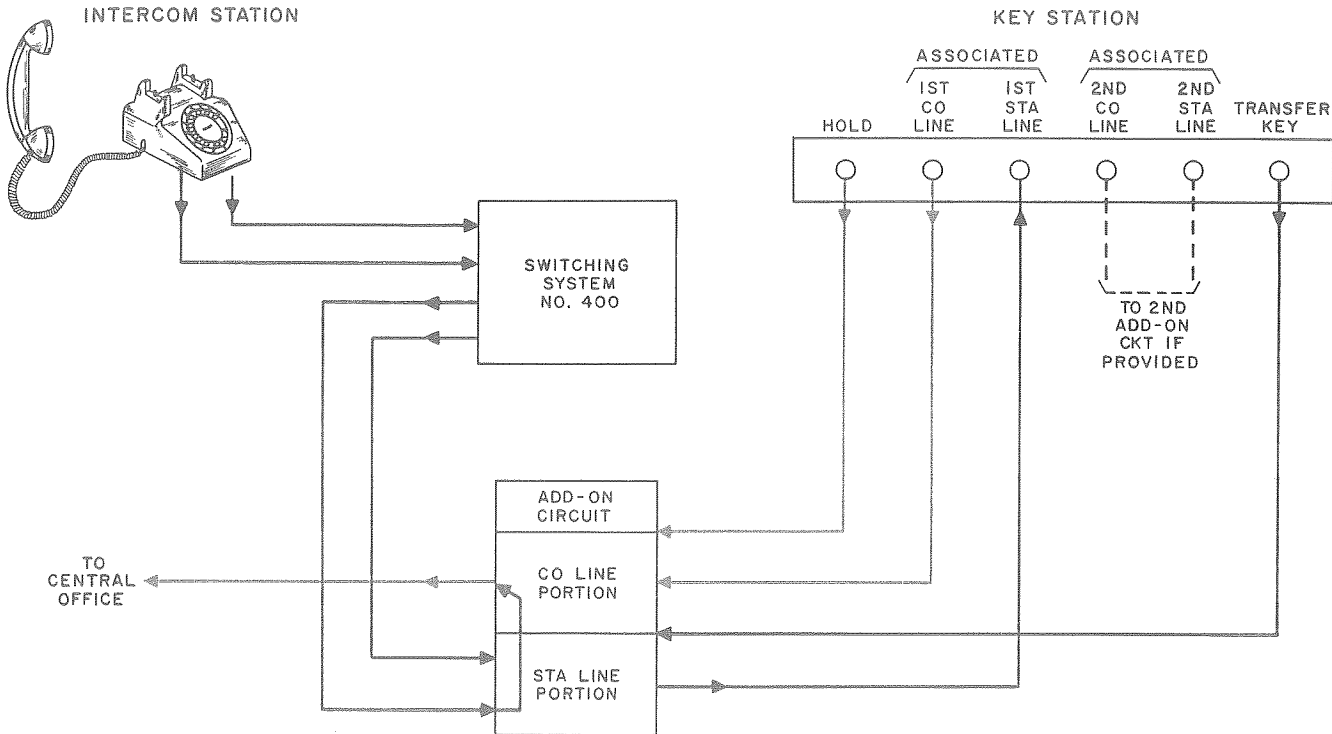 INTERCOM STATION
KEY STATION
ASSOCIATED
ASSOCIATED
HOLD
1ST
CO
LINE
1ST
STA
LINE
2ND
CO
LINE
2ND
STA
LINE
TRANSFER
KEY
SWITCHING
SYSTEM
NO. 400
TO 2ND
ADD-ON
CKT IF
PROVIDED
ADD-ON
CIRCUIT
TO
CENTRAL
OFFICE
CO LINE
PORTION
STA LINE
PORTION